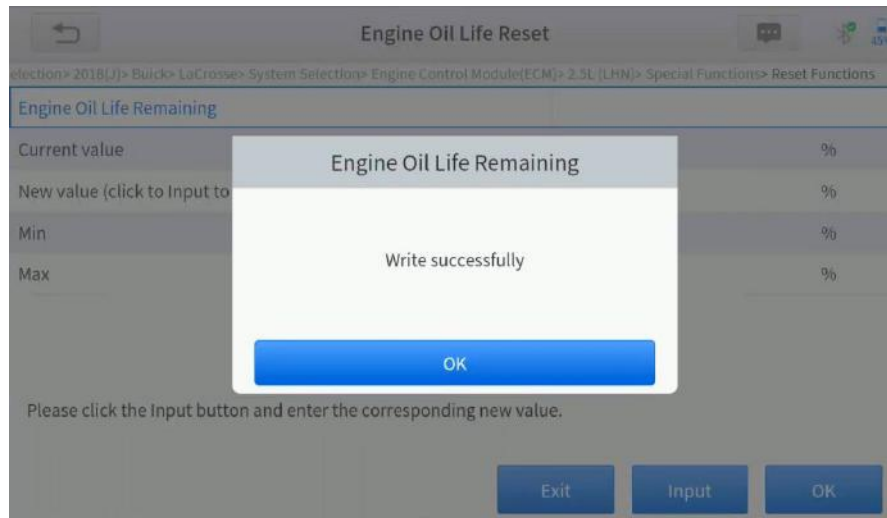 Engine Oil Life Reset
45%
election> 2018(J)> Buick> LaCrosse> System Selection> Engine Control Module(ECM)> 2.5L (LHN)> Special Functions> Reset Functions
Engine Oil Life Remaining
Current value %
New value (click to Input to %
Min %
Max %
Engine Oil Life Remaining
Write successfully
OK
Please click the Input button and enter the corresponding new value.
Exit Input OK